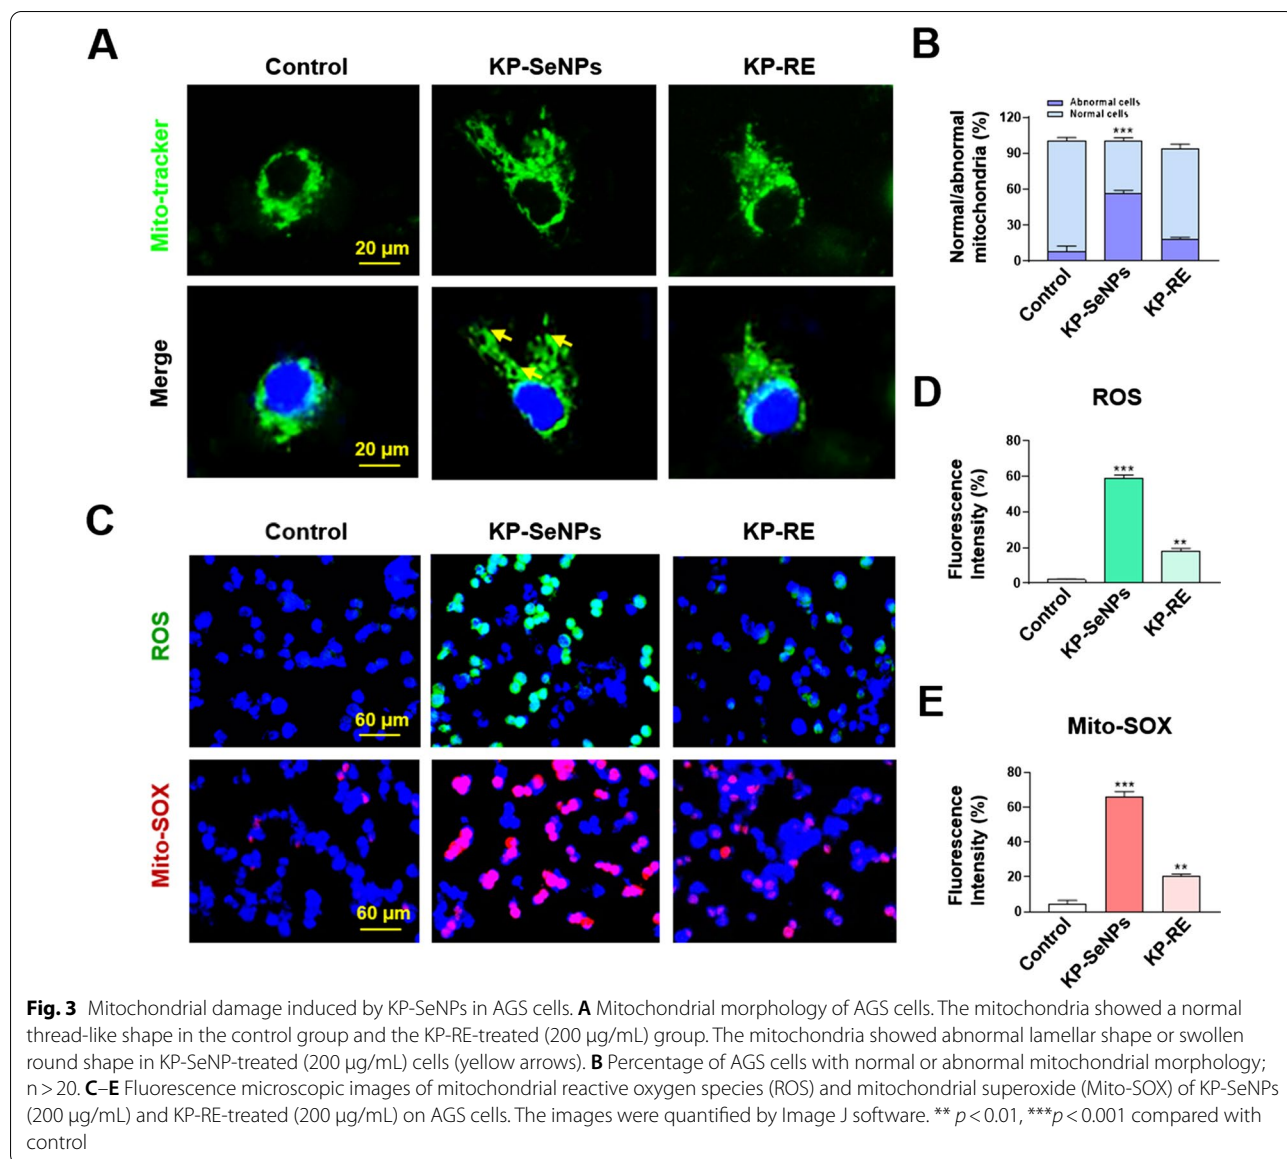 A
Control
KP-SeNPs
KP-RE
Mito-tracker
20 µm
Merge
20 µm
B
Abnormal cells
Normal cells
Normal/abnormal
mitochondria (%)
120
90
60
30
0
***
Control
KP-SeNPs
KP-RE
C
Control
KP-SeNPs
KP-RE
ROS
60 µm
Mito-SOX
60 µm
D
ROS
Fluorescence
Intensity (%)
80
60
40
20
0
***
**
Control
KP-SeNPs
KP-RE
E
Mito-SOX
Fluorescence
Intensity (%)
80
60
40
20
0
***
**
Control
KP-SeNPs
KP-RE
Fig. 3 Mitochondrial damage induced by KP-SeNPs in AGS cells. A Mitochondrial morphology of AGS cells. The mitochondria showed a normal
thread-like shape in the control group and the KP-RE-treated (200 µg/mL) group. The mitochondria showed abnormal lamellar shape or swollen
round shape in KP-SeNP-treated (200 µg/mL) cells (yellow arrows). B Percentage of AGS cells with normal or abnormal mitochondrial morphology;
n > 20. C–E Fluorescence microscopic images of mitochondrial reactive oxygen species (ROS) and mitochondrial superoxide (Mito-SOX) of KP-SeNPs
(200 µg/mL) and KP-RE-treated (200 µg/mL) on AGS cells. The images were quantified by Image J software. ** p < 0.01, ***p < 0.001 compared with
control